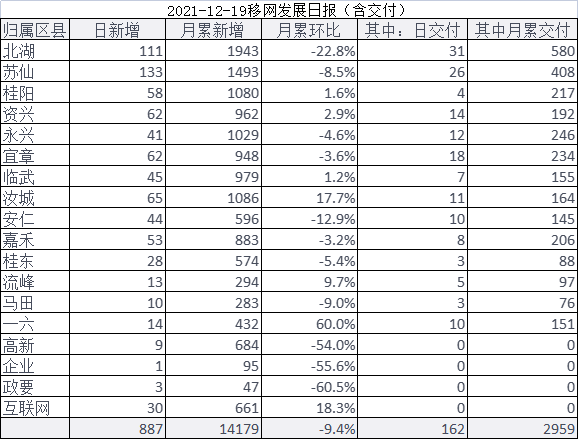 2021-12-19移网发展日报（含交付）
归属区县 日新增 月累新增 月累环比 其中：日交付 其中月累交付
北湖 111 1943 -22.8% 31 580
苏仙 133 1493 -8.5% 26 408
桂阳 58 1080 1.6% 4 217
资兴 62 962 2.9% 14 192
永兴 41 1029 -4.6% 12 246
宜章 62 948 -3.6% 18 234
临武 45 979 1.2% 7 155
汝城 65 1086 17.7% 11 164
安仁 44 596 -12.9% 10 145
嘉禾 53 883 -3.2% 8 206
桂东 28 574 -5.4% 3 88
流峰 13 294 9.7% 5 97
马田 10 283 -9.0% 3 76
一六 14 432 60.0% 10 151
高新 9 684 -54.0% 0 0
企业 1 95 -55.6% 0 0
政要 3 47 -60.5% 0 0
互联网 30 661 18.3% 0 0
887 14179 -9.4% 162 2959